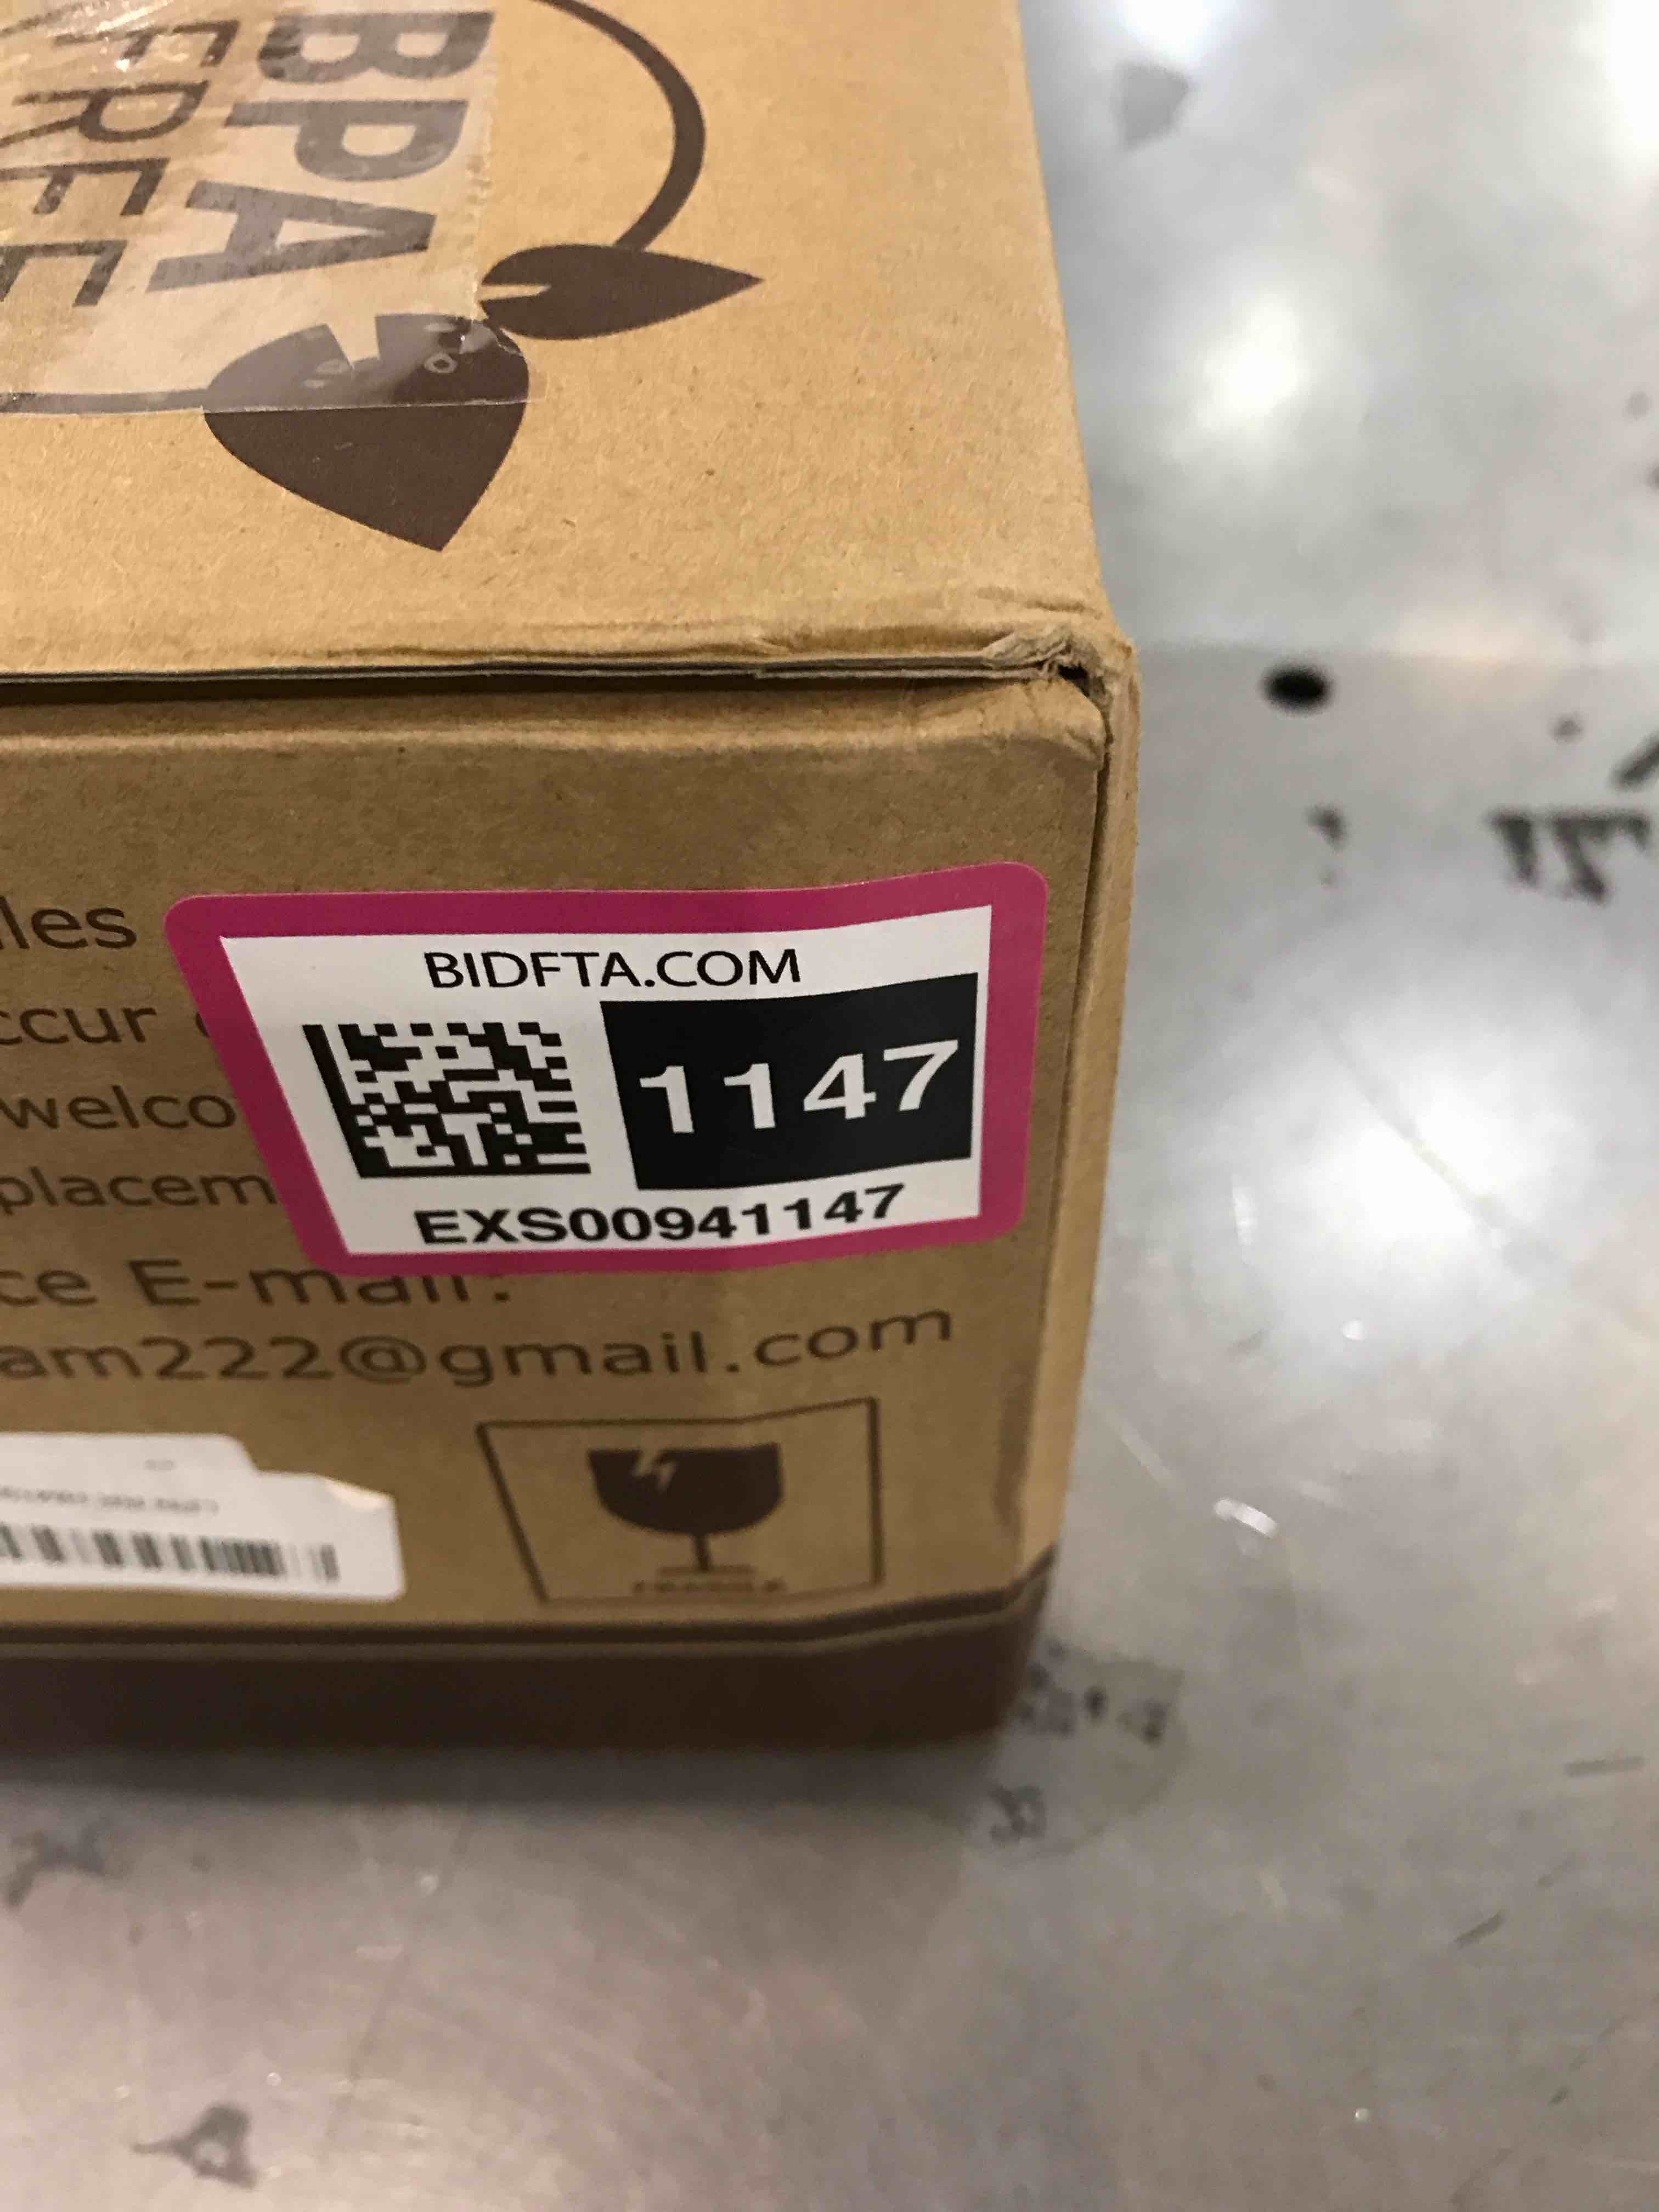 BPA
FREE
les
ccur
welco
placem
ce E-mail:
am222@gmail.com
BIDFTA.COM
1147
EXS00941147